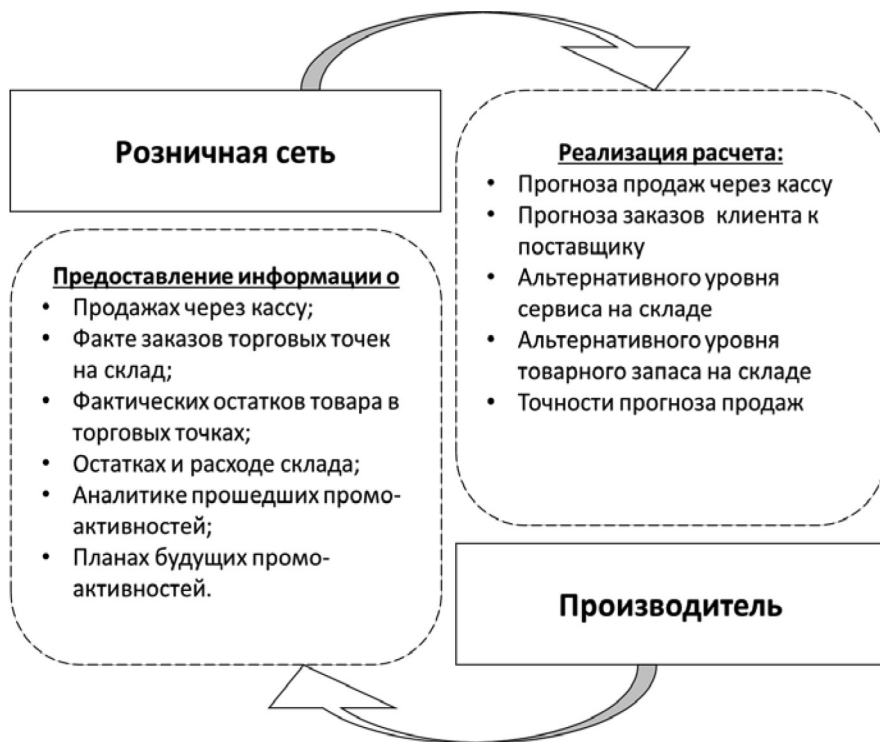 Розничная сеть
Предоставление информации о
• Продажах через кассу;
• Факте заказов торговых точек
на склад;
• Фактических остатков товара в
торговых точках;
• Остатках и расходе склада;
• Аналитике прошедших промо-
активностей;
• Планах будущих промо-
активностей.
Реализация расчета:
• Прогноза продаж через кассу
• Прогноза заказов клиента к
поставщику
• Альтернативного уровня
сервиса на складе
• Альтернативного уровня
товарного запаса на складе
• Точности прогноза продаж
Производитель